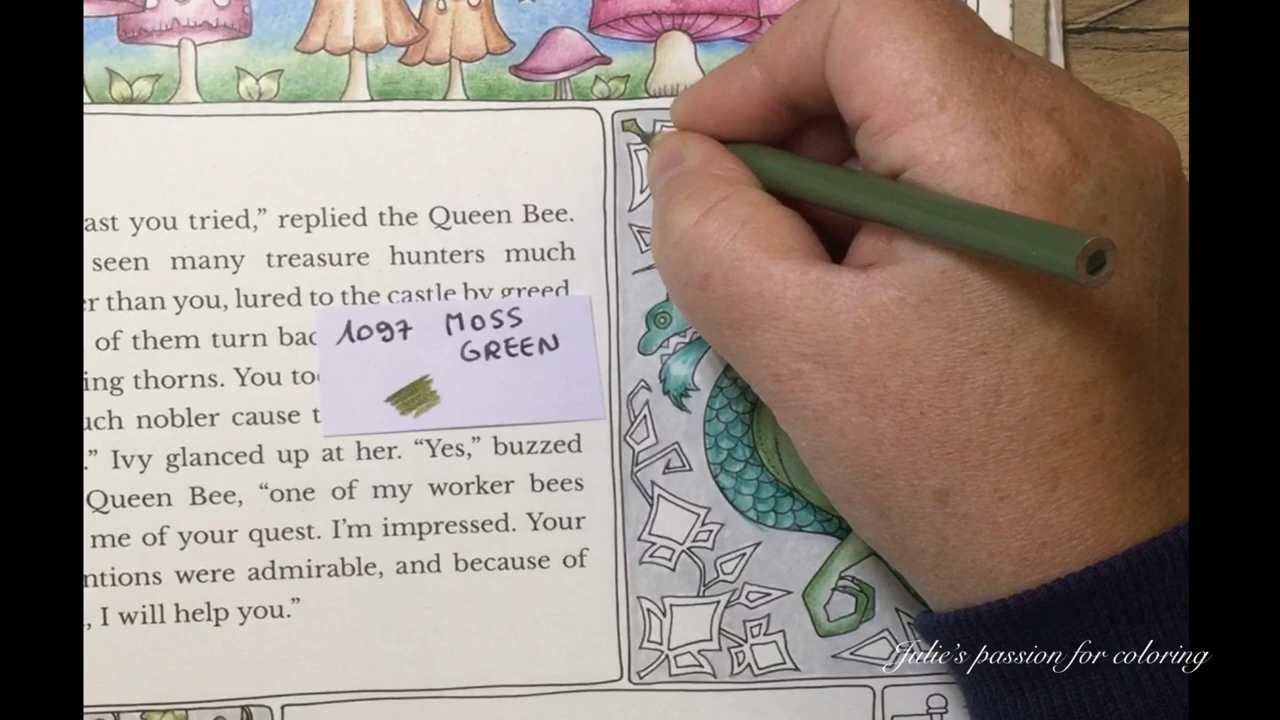 ast you tried,” replied the Queen Bee.
seen many treasure hunters much
r than you, lured to the castle by greed.
of them turn bac
1097 MOSS
GREEN
ing thorns. You to
uch nobler cause t
.” Ivy glanced up at her. “Yes,” buzzed
Queen Bee, “one of my worker bees
me of your quest. I’m impressed. Your
ntions were admirable, and because of
, I will help you.”
Julie's passion for coloring